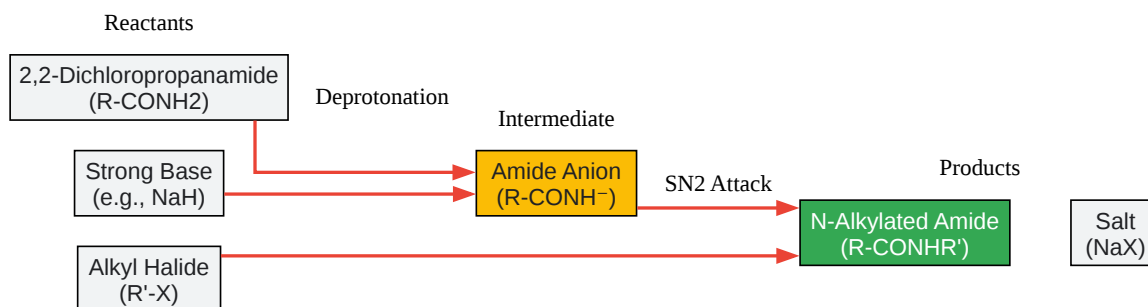 Reactants
2,2-Dichloropropanamide
(R-CONH2)
Deprotonation
Intermediate
Strong Base
(e.g., NaH)
Amide Anion
(R-CONH⁻)
SN2 Attack
Products
N-Alkylated Amide
(R-CONHR')
Salt
(NaX)
Alkyl Halide
(R'-X)